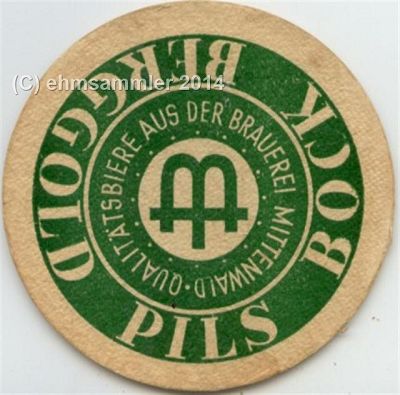 (C) ehmsammler 2014
BERGGOLD
BOCK
PILS
QUALITÄTSBIERE AUS DER BRAUEREI MITTENWALD